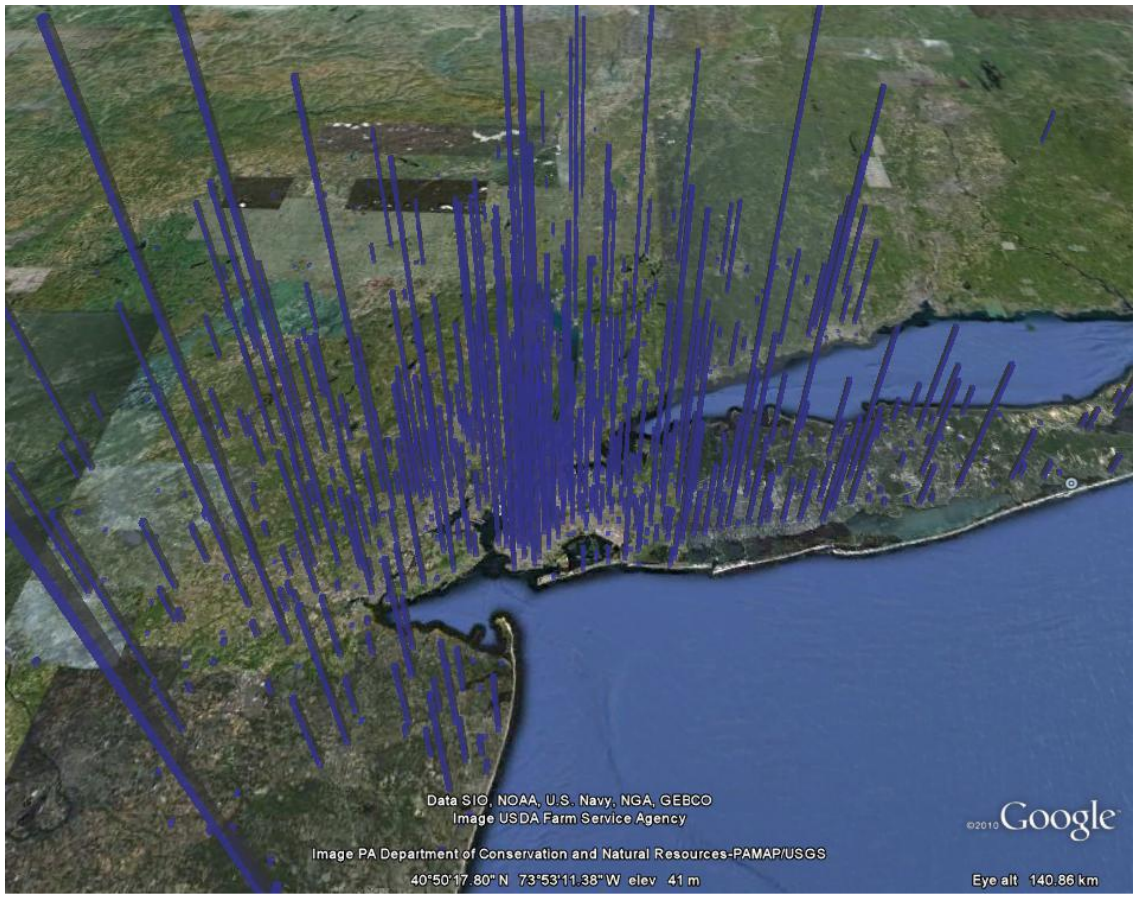 Data SIO, NOAA, U.S. Navy, NGA, GEBCO
Image USDA Farm Service Agency
©2010 Google
Image PA Department of Conservation and Natural Resources-PAMAP/USGS
40°50'17.80" N 73°53'11.38" W elev 41 m
Eye alt 140.86 km